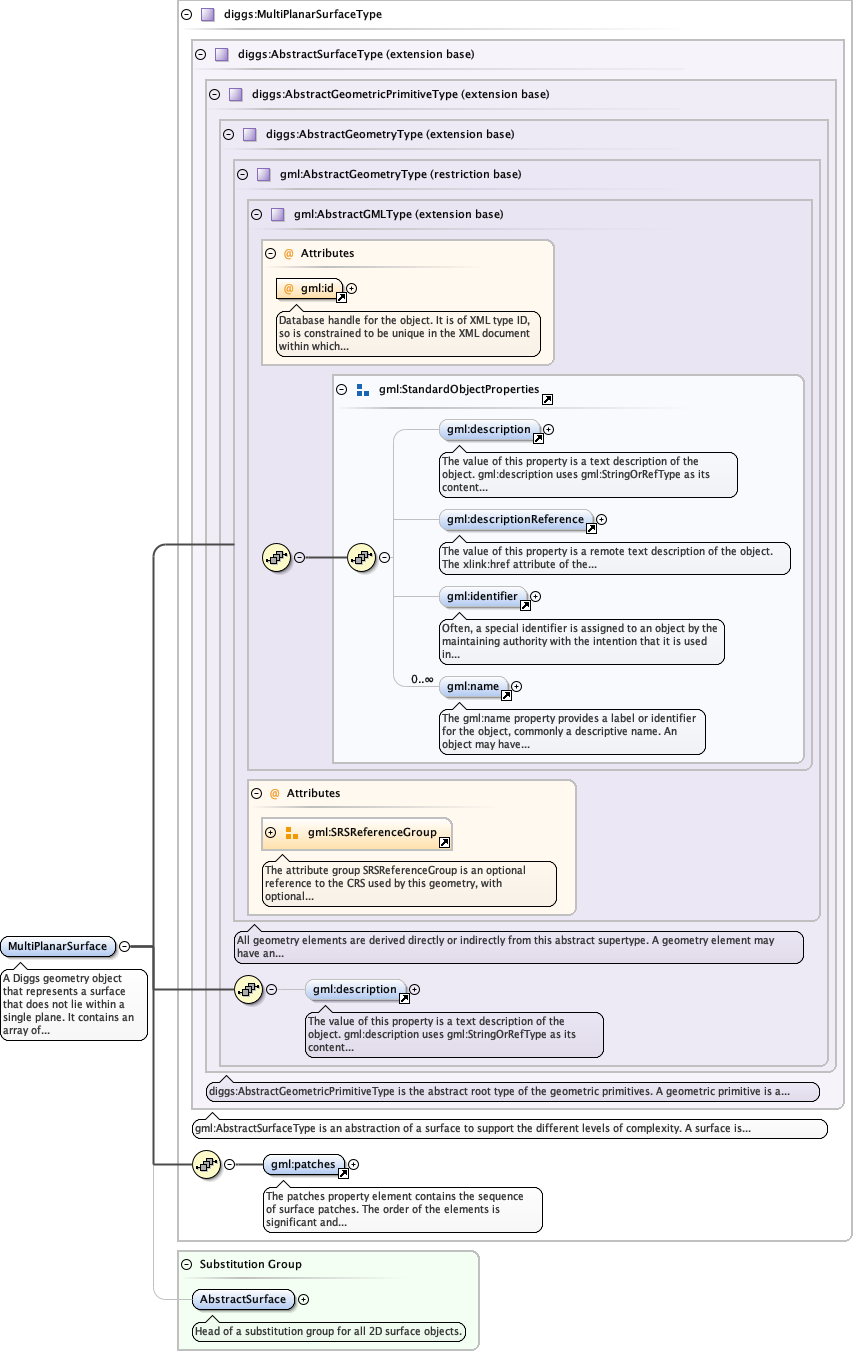 diggs:MultiPlanarSurfaceType
diggs:AbstractSurfaceType (extension base)
diggs:AbstractGeometricPrimitiveType (extension base)
diggs:AbstractGeometryType (extension base)
gml:AbstractGeometryType (restriction base)
gml:AbstractGMLType (extension base)
@ Attributes
@ gml:id
Database handle for the object. It is of XML type ID,
so is constrained to be unique in the XML document
within which...
gml:StandardObjectProperties
gml:description
The value of this property is a text description of the
object. gml:description uses gml:StringOrRefType as its
content...
gml:descriptionReference
The value of this property is a remote text description of the object.
The xlink:href attribute of the...
gml:identifier
Often, a special identifier is assigned to an object by the
maintaining authority with the intention that it is used
in...
0..∞
gml:name
The gml:name property provides a label or identifier
for the object, commonly a descriptive name. An
object may have...
@ Attributes
gml:SRSReferenceGroup
The attribute group SRSReferenceGroup is an optional
reference to the CRS used by this geometry, with
optional...
All geometry elements are derived directly or indirectly from this abstract supertype. A geometry element may
have an...
MultiPlanarSurface
A Diggs geometry object
that represents a surface
that does not lie within a
single plane. It contains an
array of...
gml:description
The value of this property is a text description of the
object. gml:description uses gml:StringOrRefType as its
content...
diggs:AbstractGeometricPrimitiveType is the abstract root type of the geometric primitives. A geometric primitive is a...
gml:AbstractSurfaceType is an abstraction of a surface to support the different levels of complexity. A surface is...
gml:patches
The patches property element contains the sequence
of surface patches. The order of the elements is
significant and...
Substitution Group
AbstractSurface
Head of a substitution group for all 2D surface objects.